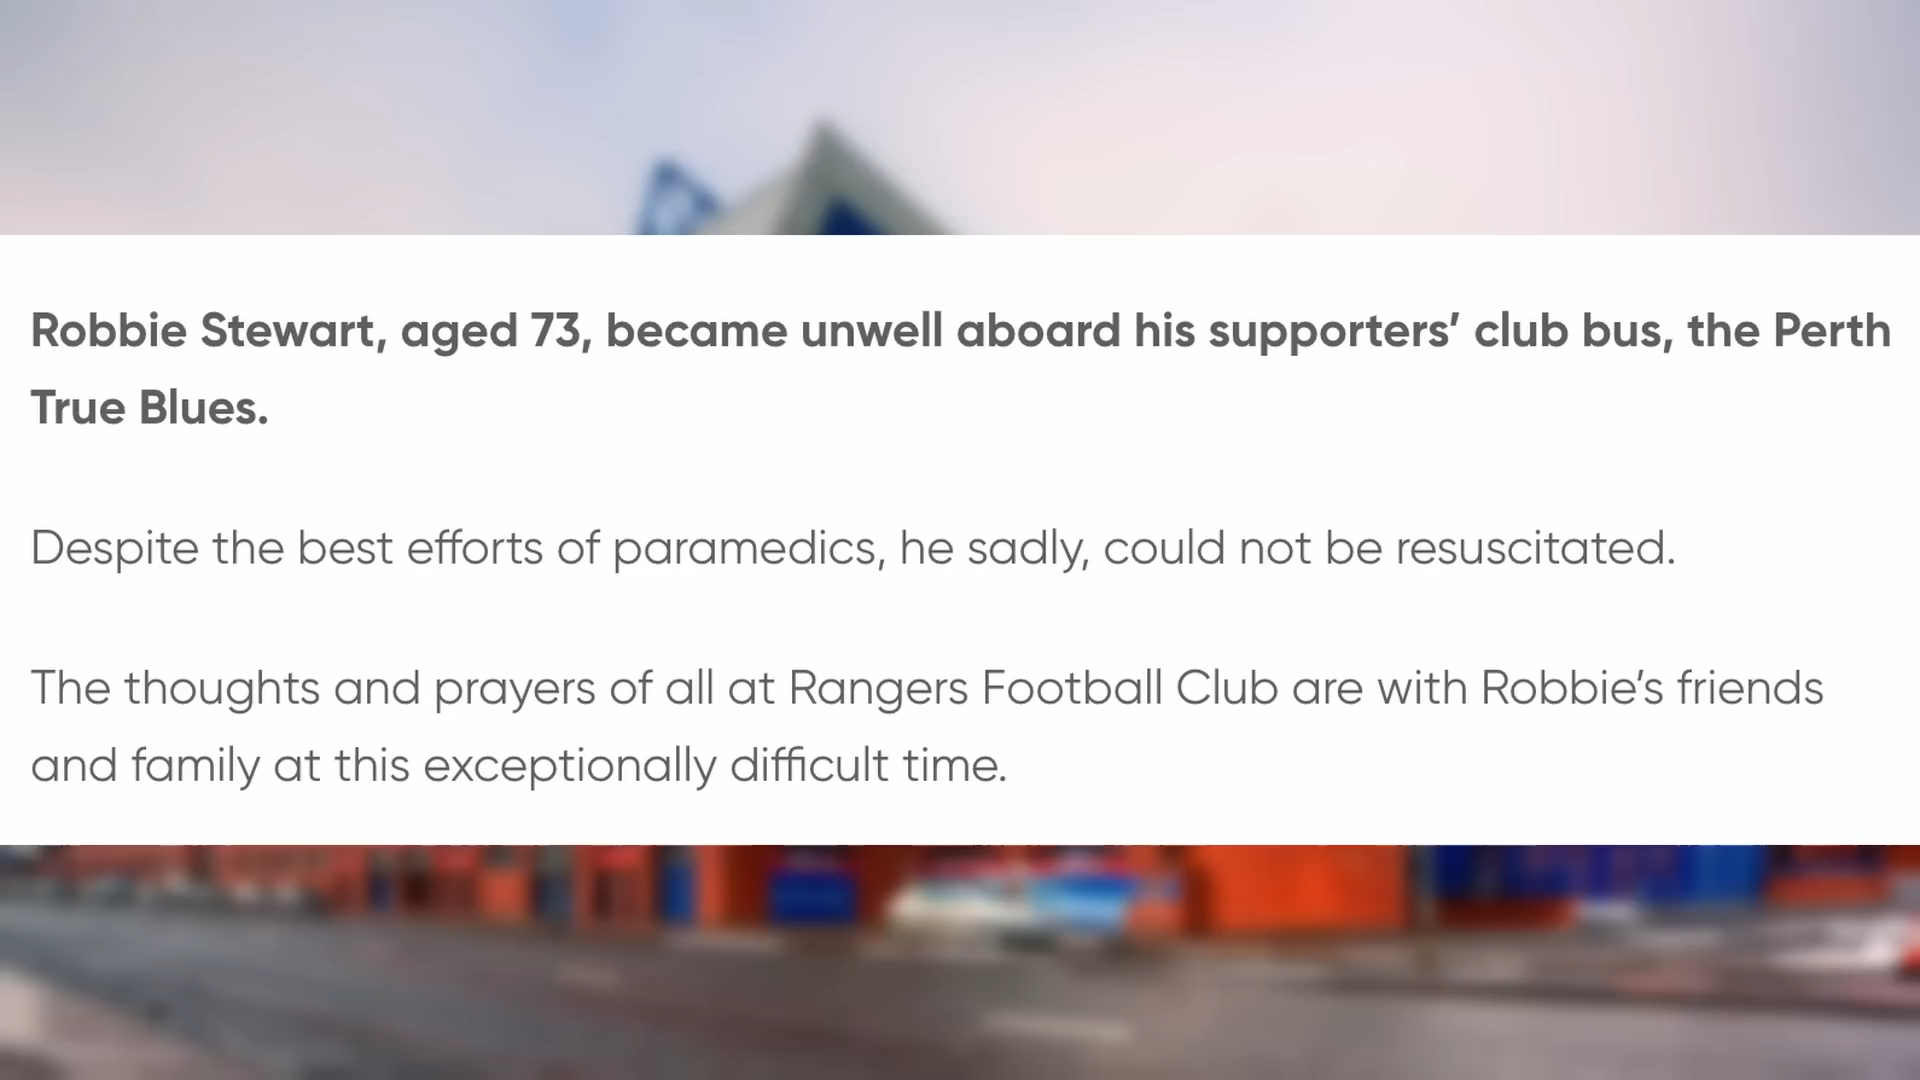 Robbie Stewart, aged 73, became unwell aboard his supporters’ club bus, the Perth
True Blues.
Despite the best efforts of paramedics, he sadly, could not be resuscitated.
The thoughts and prayers of all at Rangers Football Club are with Robbie’s friends
and family at this exceptionally difficult time.